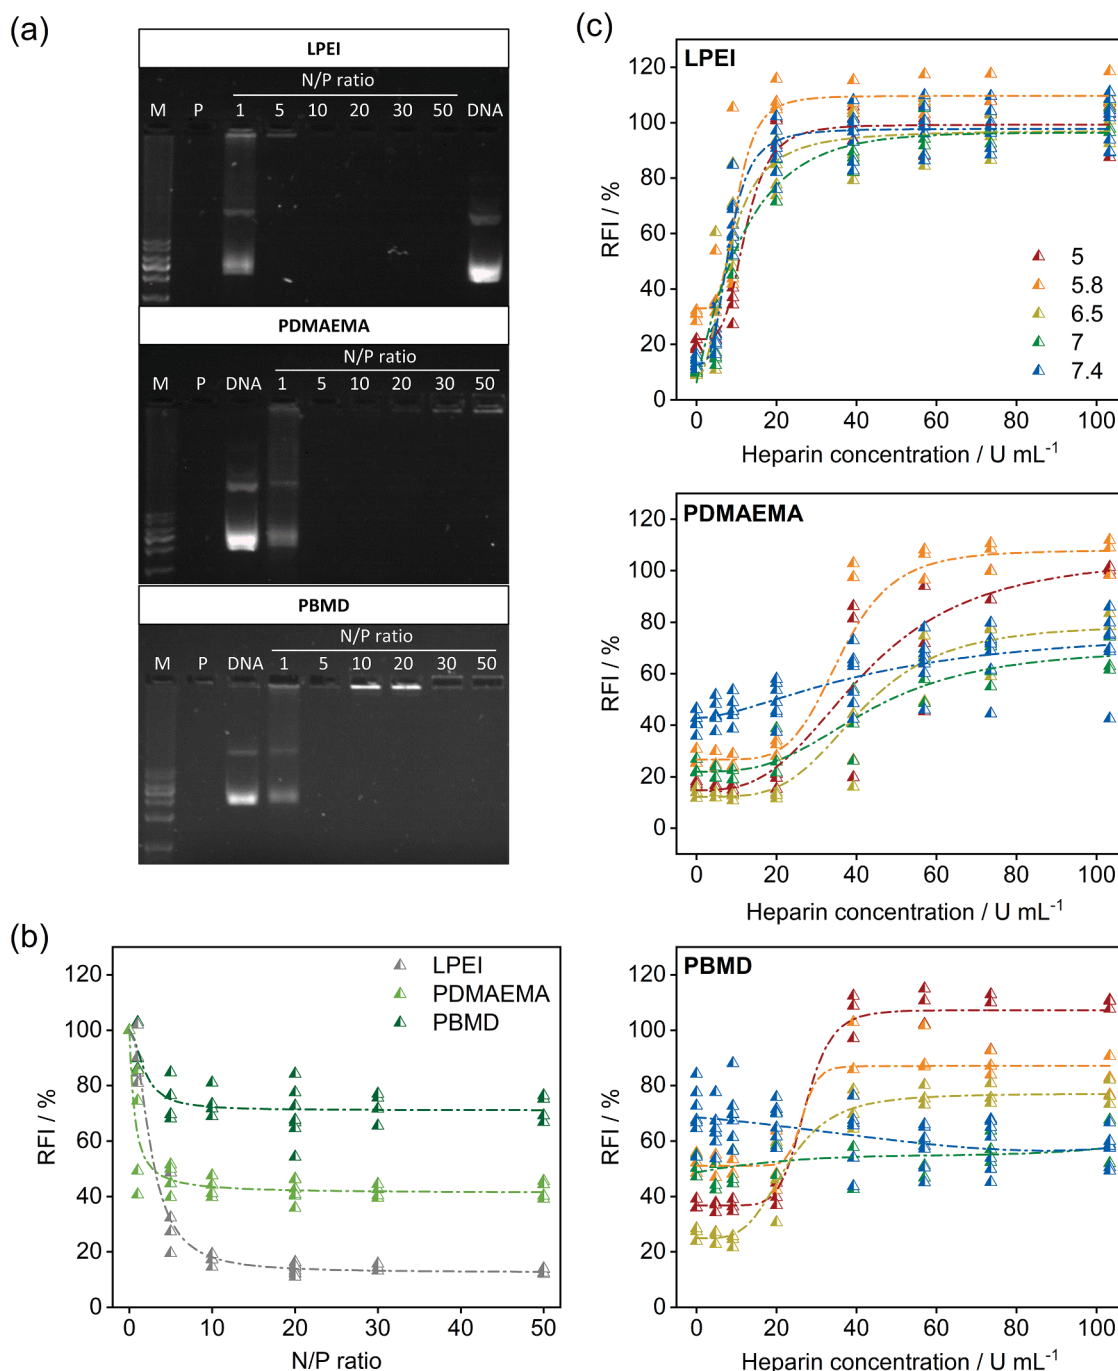 (a)
LPEI
N/P ratio
M P 1 5 10 20 30 50 DNA
PDMAEMA
N/P ratio
M P DNA 1 5 10 20 30 50
PBMD
N/P ratio
M P DNA 1 5 10 20 30 50
(b)
LPEI
PDMAEMA
PBMD
120
100
80
60
40
20
0
RFI / %
0 10 20 30 40 50
N/P ratio
(c)
LPEI
120
100
80
60
40
20
0
RFI / %
5
5.8
6.5
7
7.4
0 20 40 60 80 100
Heparin concentration / U mL⁻¹
PDMAEMA
120
100
80
60
40
20
0
RFI / %
0 20 40 60 80 100
Heparin concentration / U mL⁻¹
PBMD
120
100
80
60
40
20
0
RFI / %
0 20 40 60 80 100
Heparin concentration / U mL⁻¹